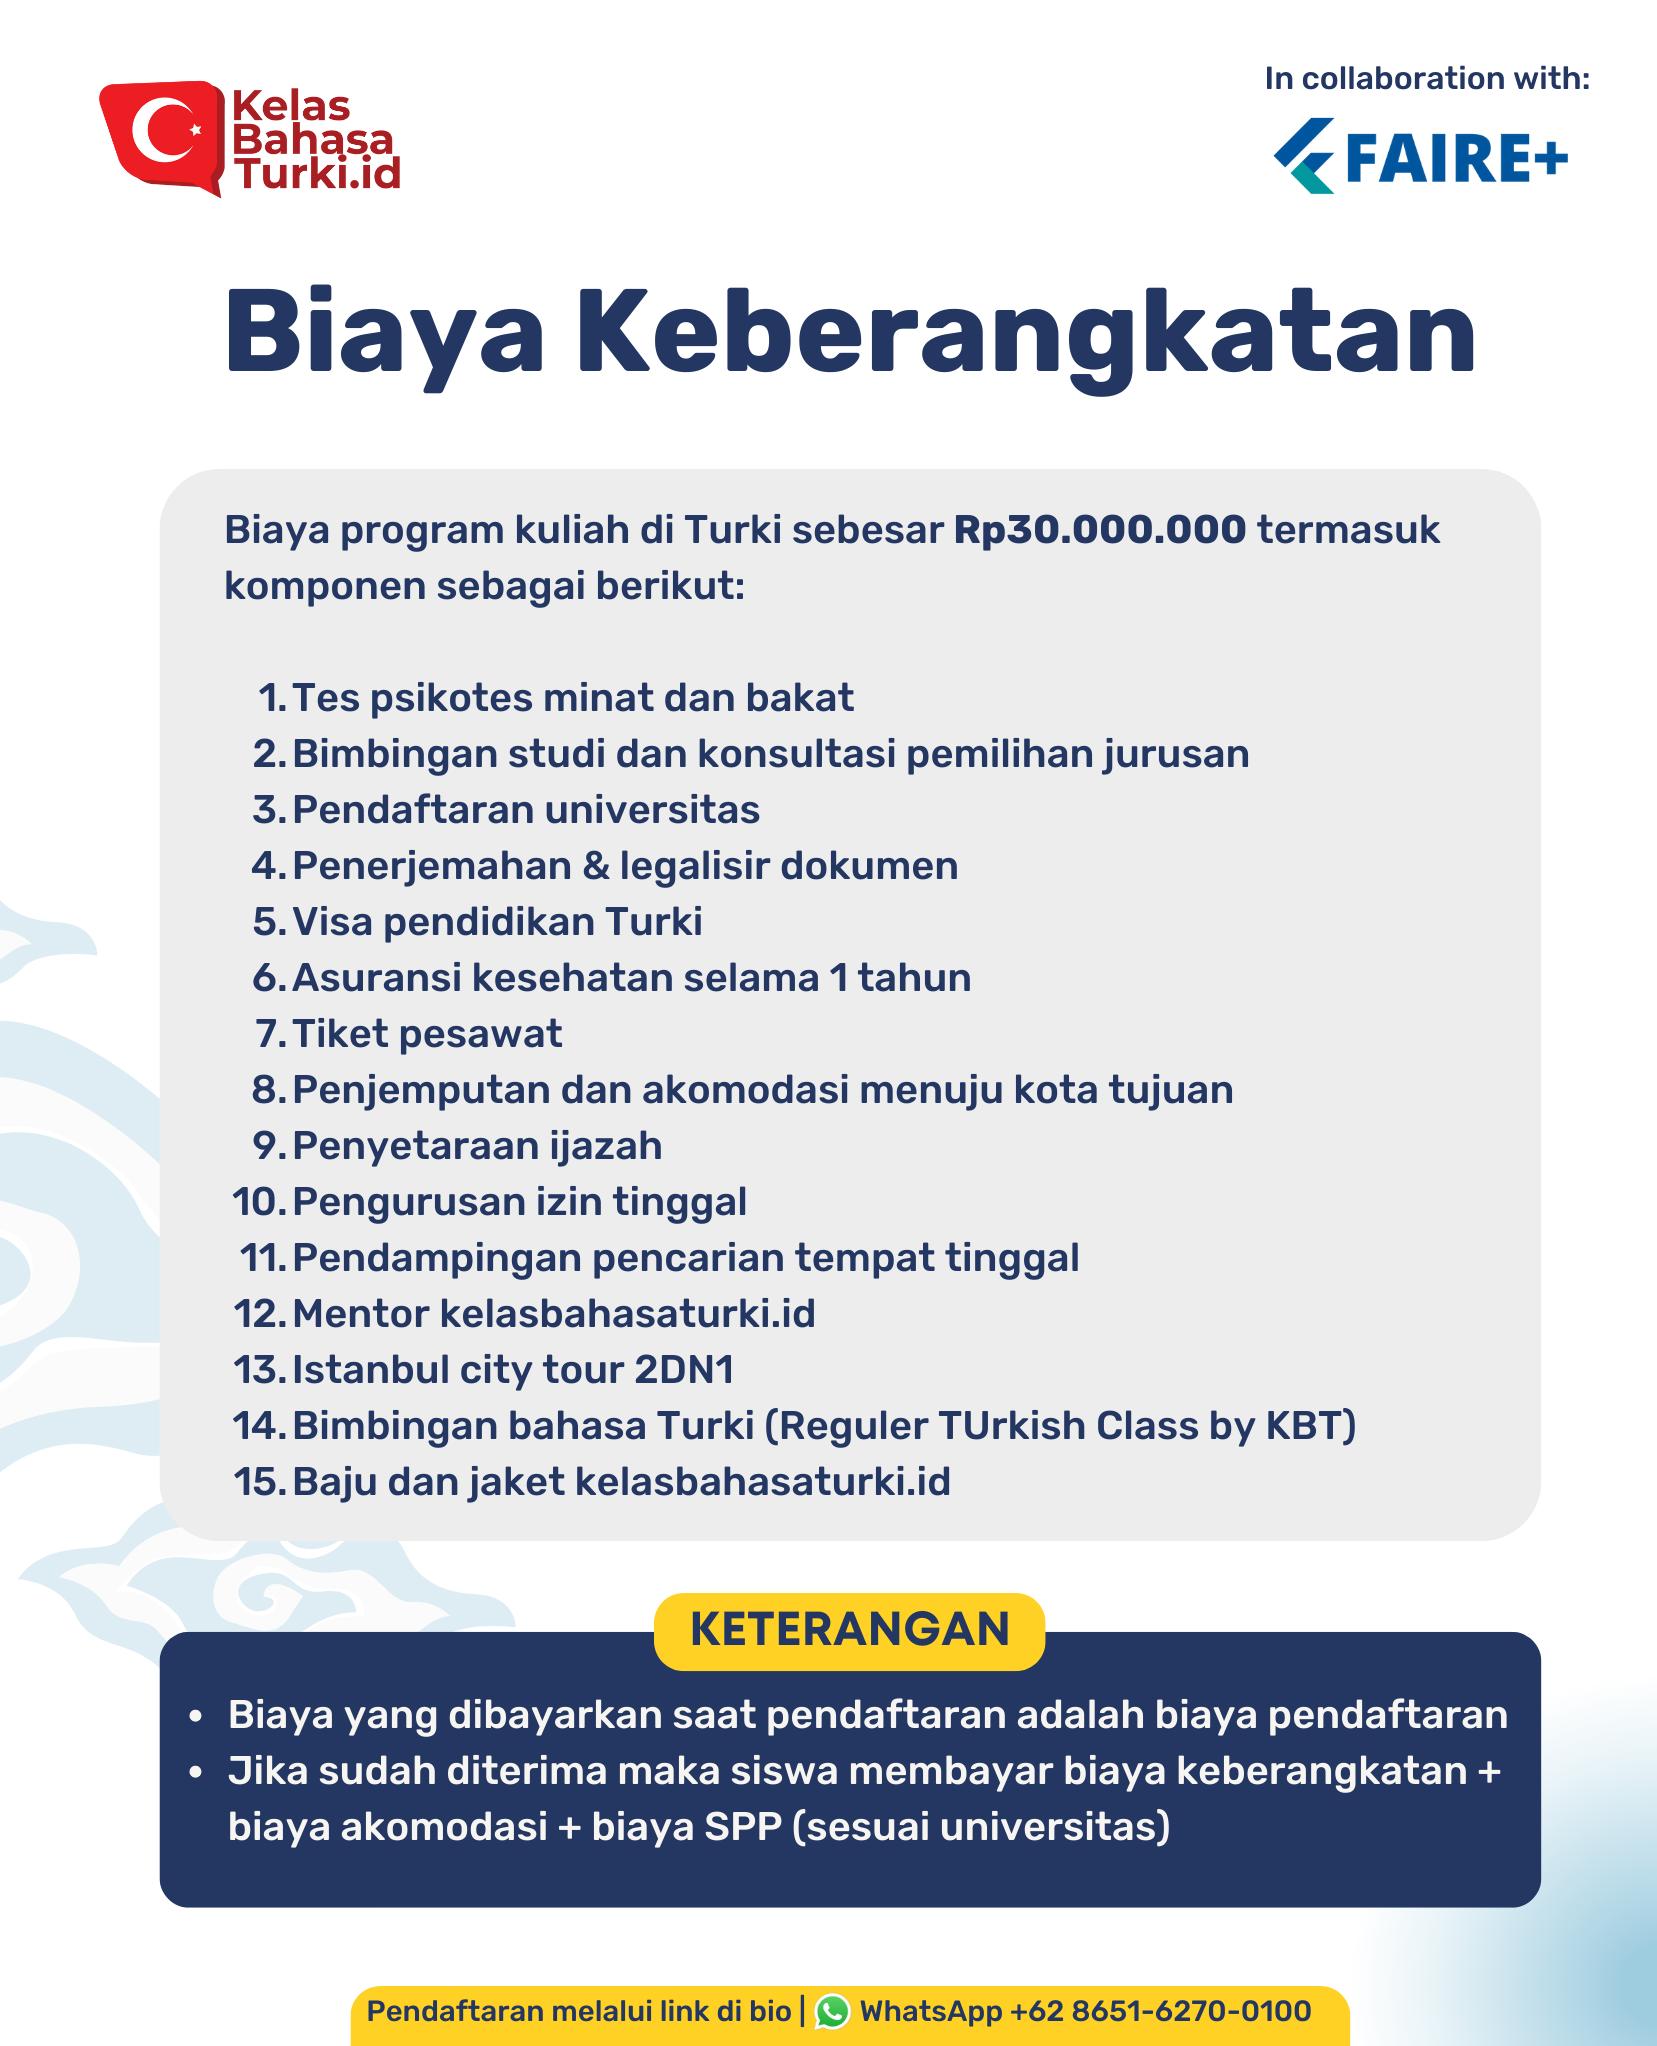 Kelas
Bahasa
Turki.id
In collaboration with:
FAIRE+
Biaya Keberangkatan
Biaya program kuliah di Turki sebesar Rp30.000.000 termasuk
komponen sebagai berikut:
1. Tes psikotes minat dan bakat
2. Bimbingan studi dan konsultasi pemilihan jurusan
3. Pendaftaran universitas
4. Penerjemahan & legalisir dokumen
5. Visa pendidikan Turki
6. Asuransi kesehatan selama 1 tahun
7. Tiket pesawat
8. Penjemputan dan akomodasi menuju kota tujuan
9. Penyetaraan ijazah
10. Pengurusan izin tinggal
11. Pendampingan pencarian tempat tinggal
12. Mentor kelasbahasaturki.id
13. Istanbul city tour 2DN1
14. Bimbingan bahasa Turki (Reguler TUrkish Class by KBT)
15. Baju dan jaket kelasbahasaturki.id
KETERANGAN
• Biaya yang dibayarkan saat pendaftaran adalah biaya pendaftaran
• Jika sudah diterima maka siswa membayar biaya keberangkatan +
biaya akomodasi + biaya SPP (sesuai universitas)
Pendaftaran melalui link di bio | WhatsApp +62 8651-6270-0100